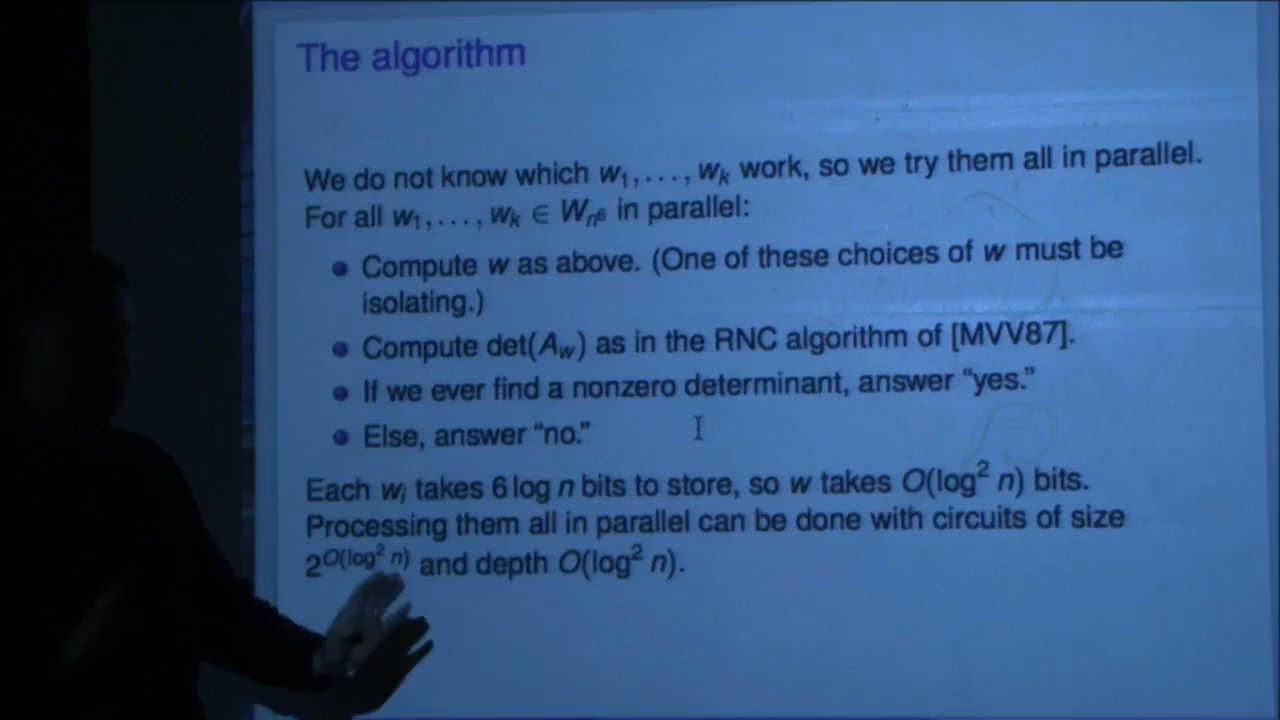 The algorithm
We do not know which w₁, . . . , wₖ work, so we try them all in parallel.
For all w₁, . . . , wₖ ∈ Wₙ⁶ in parallel:
Compute w as above. (One of these choices of w must be
isolating.)
Compute det(A_w) as in the RNC algorithm of [MVV87].
If we ever find a nonzero determinant, answer “yes.”
Else, answer “no.”
Each wᵢ takes 6 log n bits to store, so w takes O(log² n) bits.
Processing them all in parallel can be done with circuits of size
2^O(log² n) and depth O(log² n).